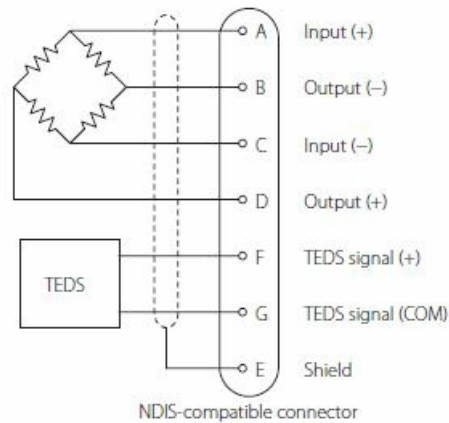 A Input (+)
B Output (−)
C Input (−)
D Output (+)
TEDS
F TEDS signal (+)
G TEDS signal (COM)
E Shield
NDIS-compatible connector